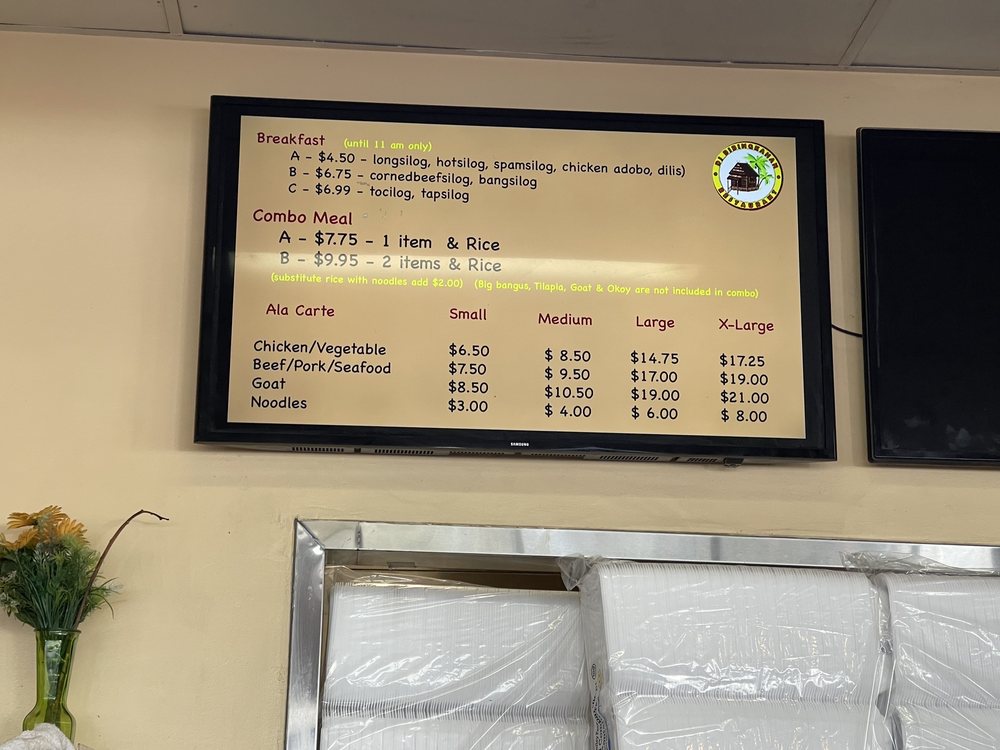 Breakfast (until 11 am only)
A - $4.50 - longsilog, hotsilog, spamsilog, chicken adobo, dilis)
B - $6.75 - cornedbeefsilog, bangsilog
C - $6.99 - tocilog, tapsilog
Combo Meal
A - $7.75 - 1 item & Rice
B - $9.95 - 2 items & Rice
(substitute rice with noodles add $2.00) (Big bangus, Tilapia, Goat & Okoy are not included in combo)
Ala Carte Small Medium Large X-Large
Chicken/Vegetable $6.50 $ 8.50 $14.75 $17.25
Beef/Pork/Seafood $7.50 $ 9.50 $17.00 $19.00
Goat $8.50 $10.50 $19.00 $21.00
Noodles $3.00 $ 4.00 $ 6.00 $ 8.00
RESTAURANT
SAMSUNG